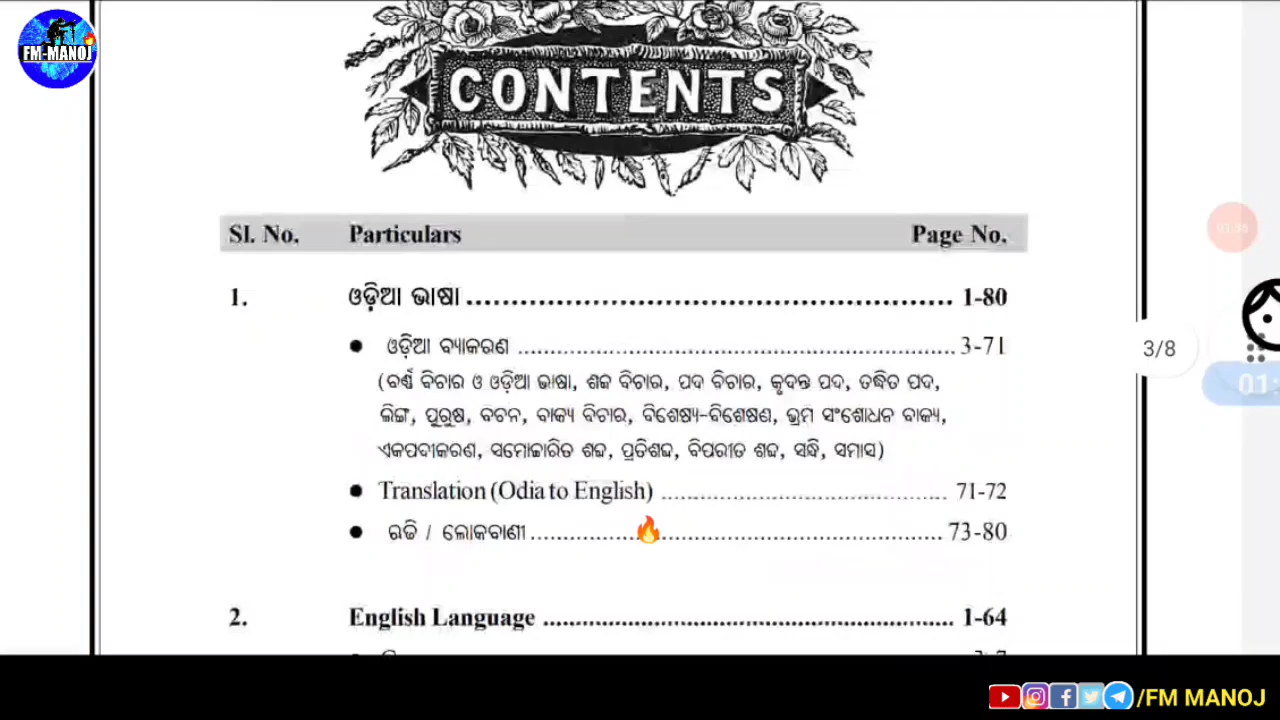 FM-MANOJ
CONTENTS
Sl. No. Particulars Page No.
1. ଓଡ଼ିଆ ଭାଷା ........................................................ 1-80
● ଓଡ଼ିଆ ବ୍ୟାକରଣ ........................................................ 3-71
(ବର୍ଣ୍ଣ ବିଚାର ଓ ଓଡ଼ିଆ ଭାଷା, ଶବ୍ଦ ବିଚାର, ପଦ ବିଚାର, କୃଦନ୍ତ ପଦ, ତଦ୍ଧିତ ପଦ,
ଲିଙ୍ଗ, ପୁରୁଷ, ବଚନ, ବାକ୍ୟ ବିଚାର, ବିଶେଷ୍ୟ-ବିଶେଷଣ, ଭ୍ରମ ସଂଶୋଧନ ବାକ୍ୟ,
ଏକପଦୀକରଣ, ସମୋଚ୍ଚାରିତ ଶବ୍ଦ, ପ୍ରତିଶବ୍ଦ, ବିପରୀତ ଶବ୍ଦ, ସନ୍ଧି, ସମାସ)
● Translation (Odia to English) ........................................ 71-72
● ରୂଢି / ଲୋକବାଣୀ ........................................................ 73-80
2. English Language ........................................................ 1-64
3/8
/FM MANOJ